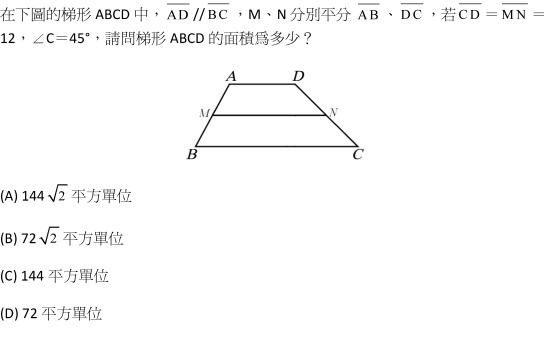 在下圖的梯形 ABCD 中,AD // BC,M、N 分別平分 AB、DC,若 CD = MN =
12,∠C=45°,請問梯形 ABCD 的面積為多少?
A D
M N
B C
(A) 144√2 平方單位
(B) 72√2 平方單位
(C) 144 平方單位
(D) 72 平方單位